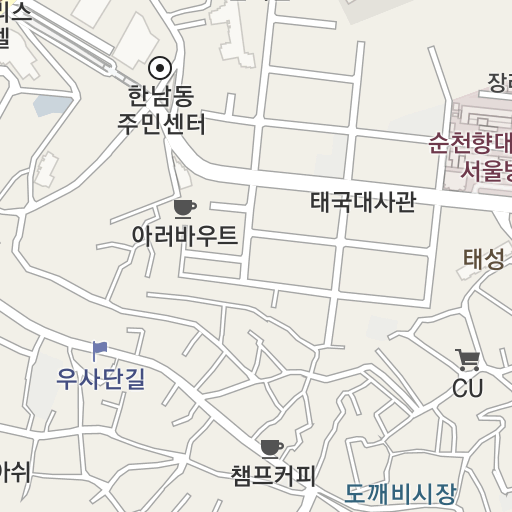 리스
한남동
주민센터
순천향대
서울병
태국대사관
아러바우트
태성
우사단길
CU
챔프커피
도깨비시장